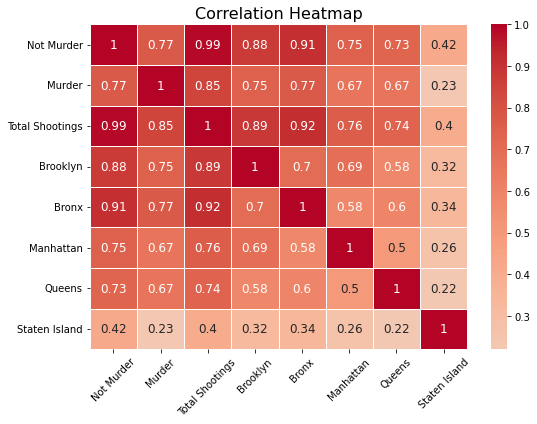 Correlation Heatmap
Not Murder 1 0.77 0.99 0.88 0.91 0.75 0.73 0.42
Murder 0.77 1 0.85 0.75 0.77 0.67 0.67 0.23
Total Shootings 0.99 0.85 1 0.89 0.92 0.76 0.74 0.4
Brooklyn 0.88 0.75 0.89 1 0.7 0.69 0.58 0.32
Bronx 0.91 0.77 0.92 0.7 1 0.58 0.6 0.34
Manhattan 0.75 0.67 0.76 0.69 0.58 1 0.5 0.26
Queens 0.73 0.67 0.74 0.58 0.6 0.5 1 0.22
Staten Island 0.42 0.23 0.4 0.32 0.34 0.26 0.22 1
Not Murder Murder Total Shootings Brooklyn Bronx Manhattan Queens Staten Island
1.0
0.9
0.8
0.7
0.6
0.5
0.4
0.3